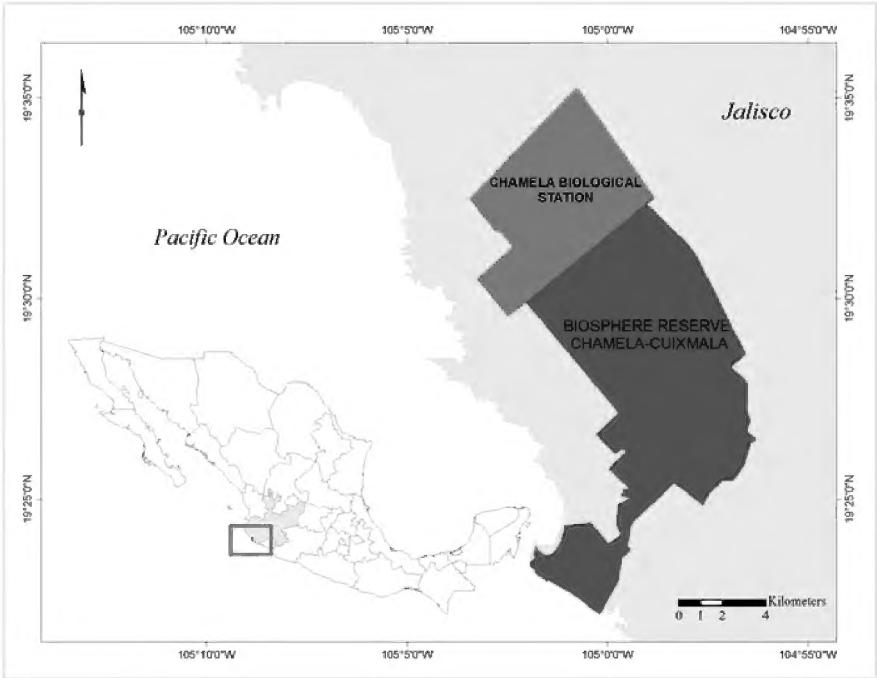 105°10'0"W 105°5'0"W 105°0'0"W 104°55'0"W
19°35'0"N
19°35'0"N
Jalisco
CHAMELA BIOLOGICAL
STATION
Pacific Ocean
19°30'0"N
19°30'0"N
BIOSPHERE RESERVE
CHAMELA-CUIXMALA
19°25'0"N
19°25'0"N
Kilometers
0 1 2 4
105°10'0"W 105°5'0"W 105°0'0"W 104°55'0"W